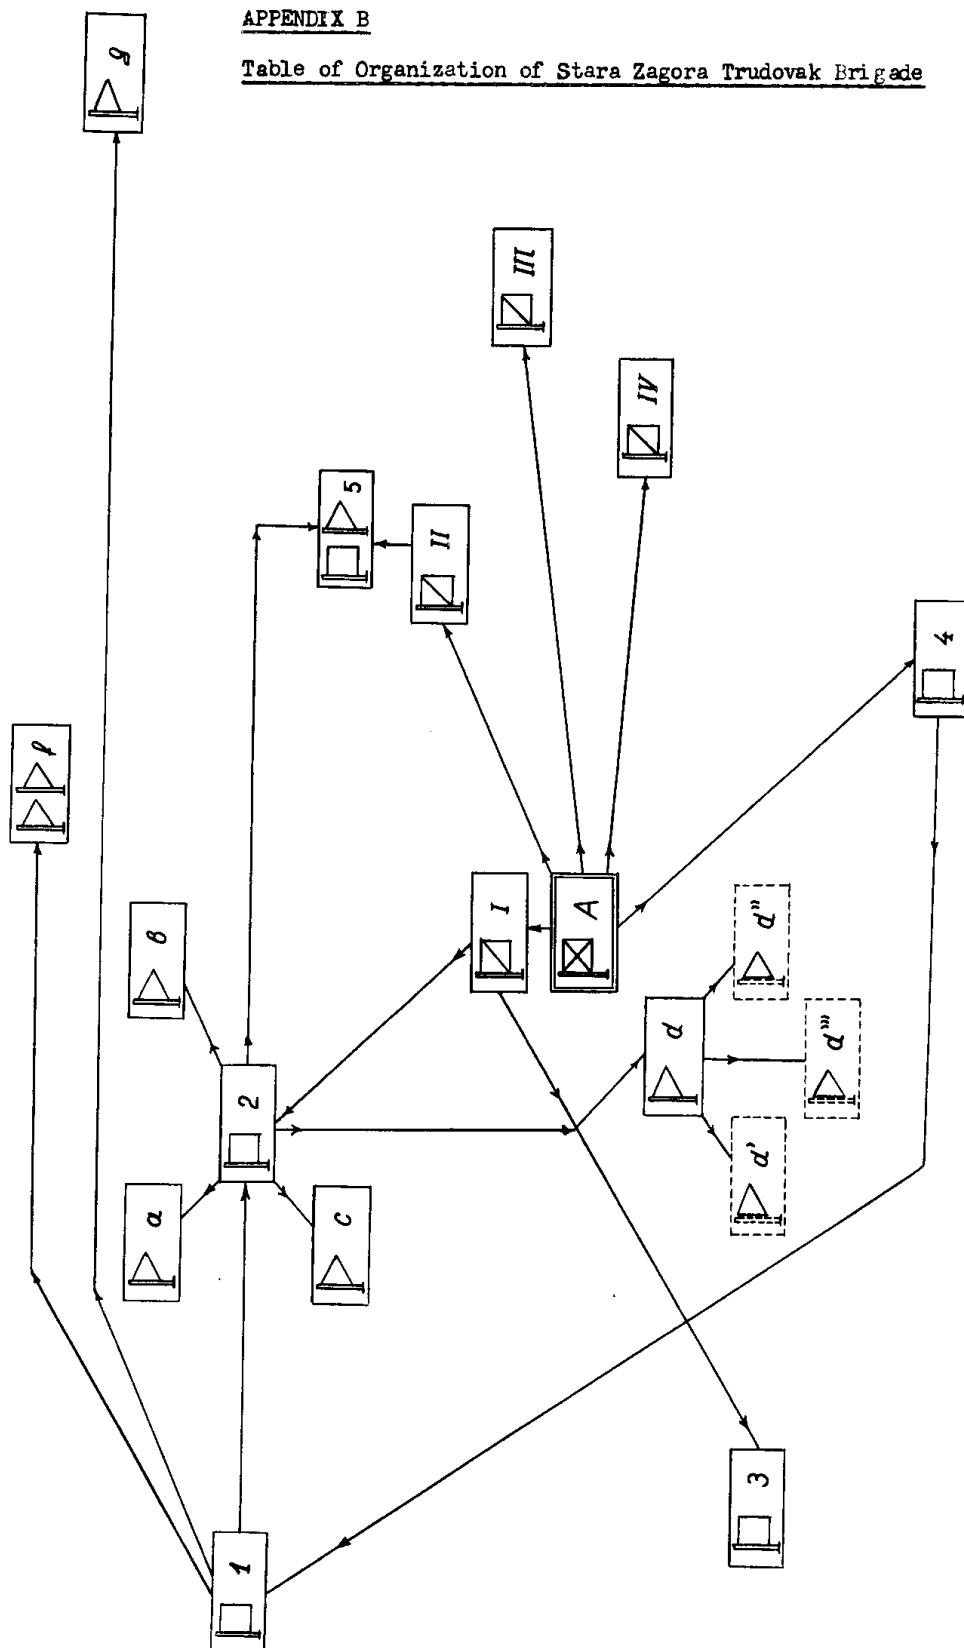 APPENDIX B
Table of Organization of Stara Zagora Trudovak Brigade
g
f
III
IV
5
II
4
в
I
A
d"
2
d
d'''
a
c
d'
3
1